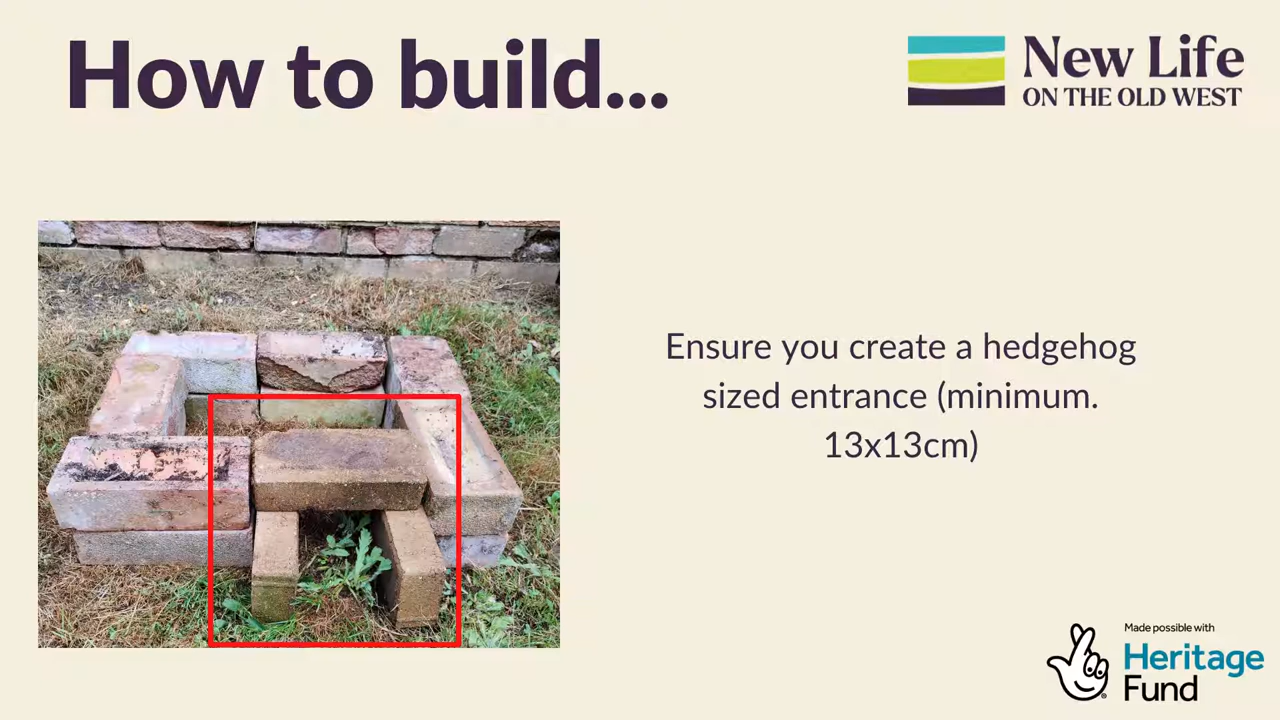 How to build...
New Life
ON THE OLD WEST
Ensure you create a hedgehog
sized entrance (minimum.
13x13cm)
Made possible with
Heritage
Fund